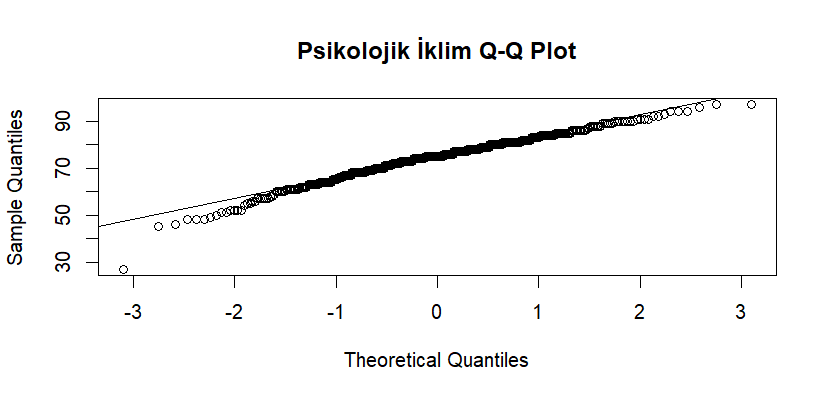 Psikolojik İklim Q-Q Plot
Sample Quantiles
90
70
50
30
-3 -2 -1 0 1 2 3
Theoretical Quantiles